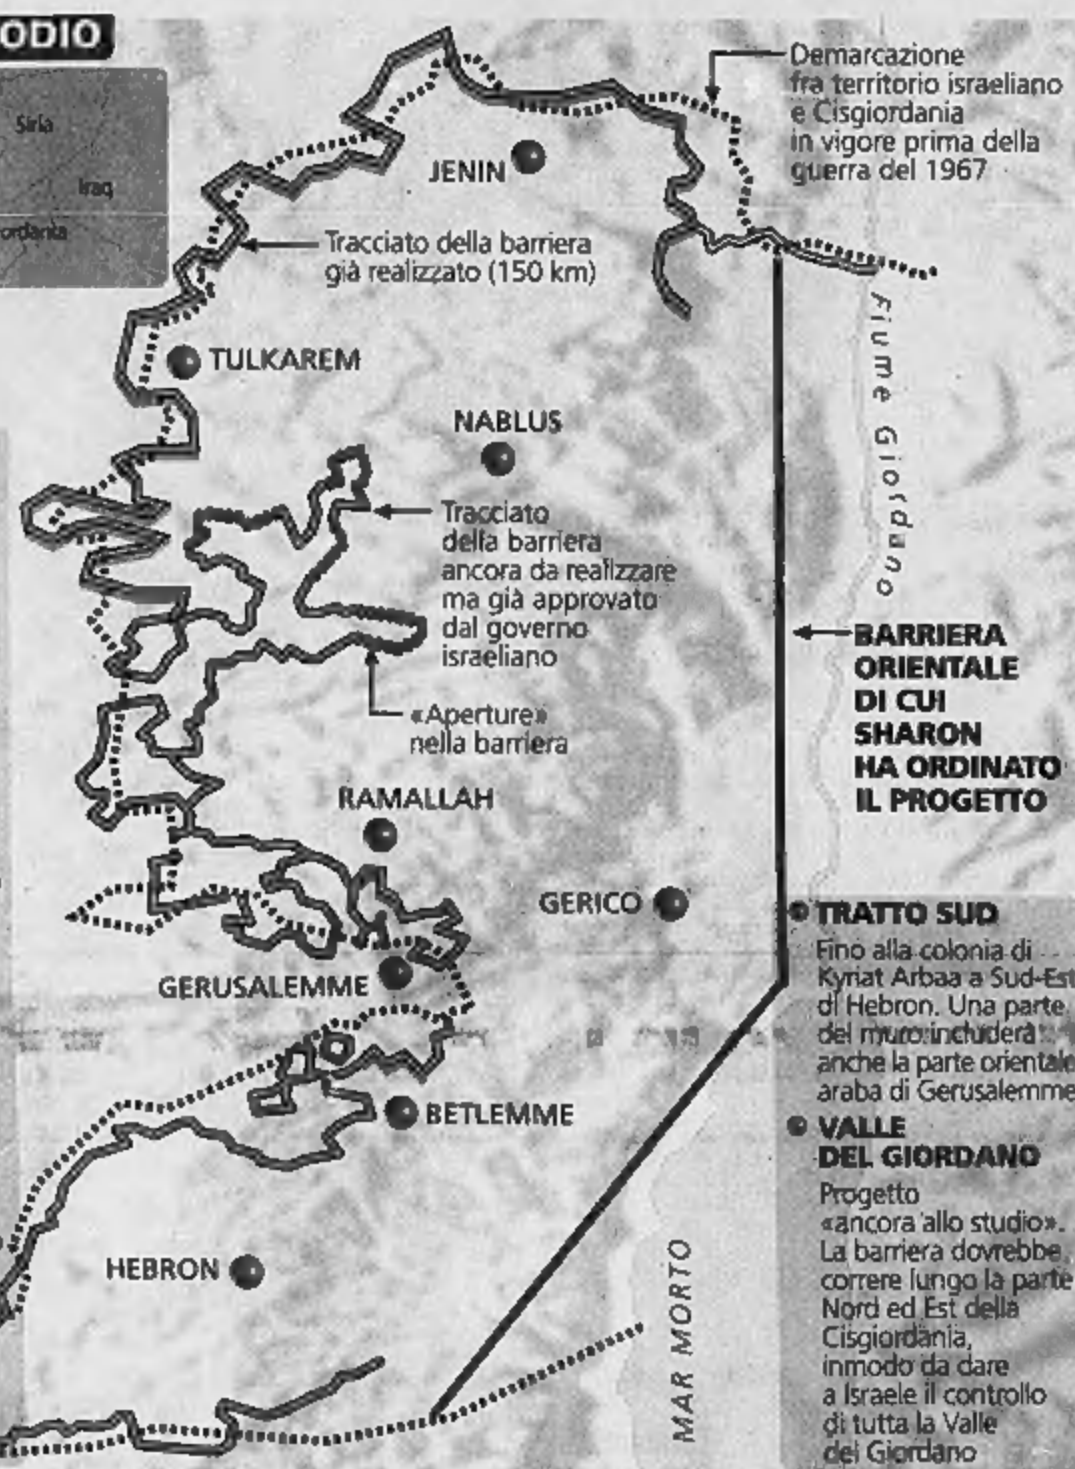 ODIO
Siria
Iraq
ordania
Demarcazione
fra territorio israeliano
e Cisgiordania
in vigore prima della
guerra del 1967
JENIN
Tracciato della barriera
già realizzato (150 km)
Fiume Giordano
TULKAREM
NABLUS
Tracciato
della barriera
ancora da realizzare
ma già approvato
dal governo
israeliano
«Aperture»
nella barriera
BARRIERA
ORIENTALE
DI CUI
SHARON
HA ORDINATO
IL PROGETTO
RAMALLAH
GERICO
GERUSALEMME
BETLEMME
HEBRON
MAR MORTO
TRATTO SUD
Fino alla colonia di
Kyriat Arbaa a Sud-Est
di Hebron. Una parte
del muro includerà
anche la parte orientale
araba di Gerusalemme
VALLE
DEL GIORDANO
Progetto
«ancora allo studio».
La barriera dovrebbe
correre lungo la parte
Nord ed Est della
Cisgiordania,
inmodo da dare
a Israele il controllo
di tutta la Valle
del Giordano